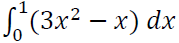 ∫₀¹(3x² − x) dx